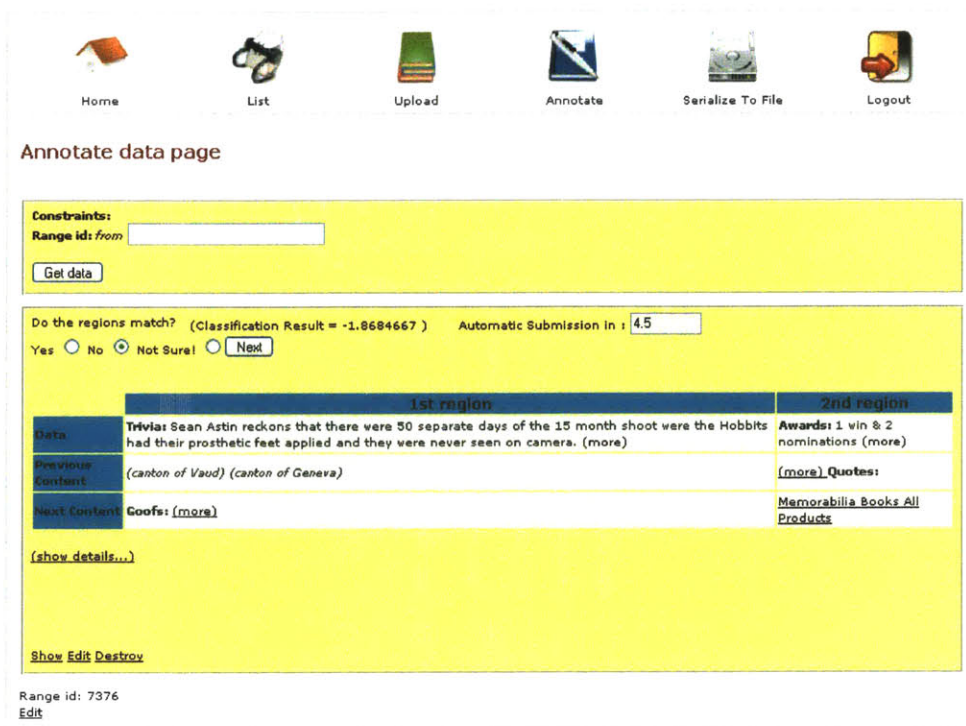 Home List Upload Annotate Serialize To File Logout
Annotate data page
Constraints:
Range id: from
Get data
Do the regions match? (Classification Result = -1.8684667 ) Automatic Submission in : 4.5
Yes No Not Sure! Next
1st region 2nd region
Data Trivia: Sean Astin reckons that there were 50 separate days of the 15 month shoot were the Hobbits Awards: 1 win & 2
had their prosthetic feet applied and they were never seen on camera. (more) nominations (more)
Previous
Content (canton of Vaud) (canton of Geneva) (more) Quotes:
Next Content Goofs: (more) Memorabilia Books All
Products
(show details...)
Show Edit Destroy
Range id: 7376
Edit